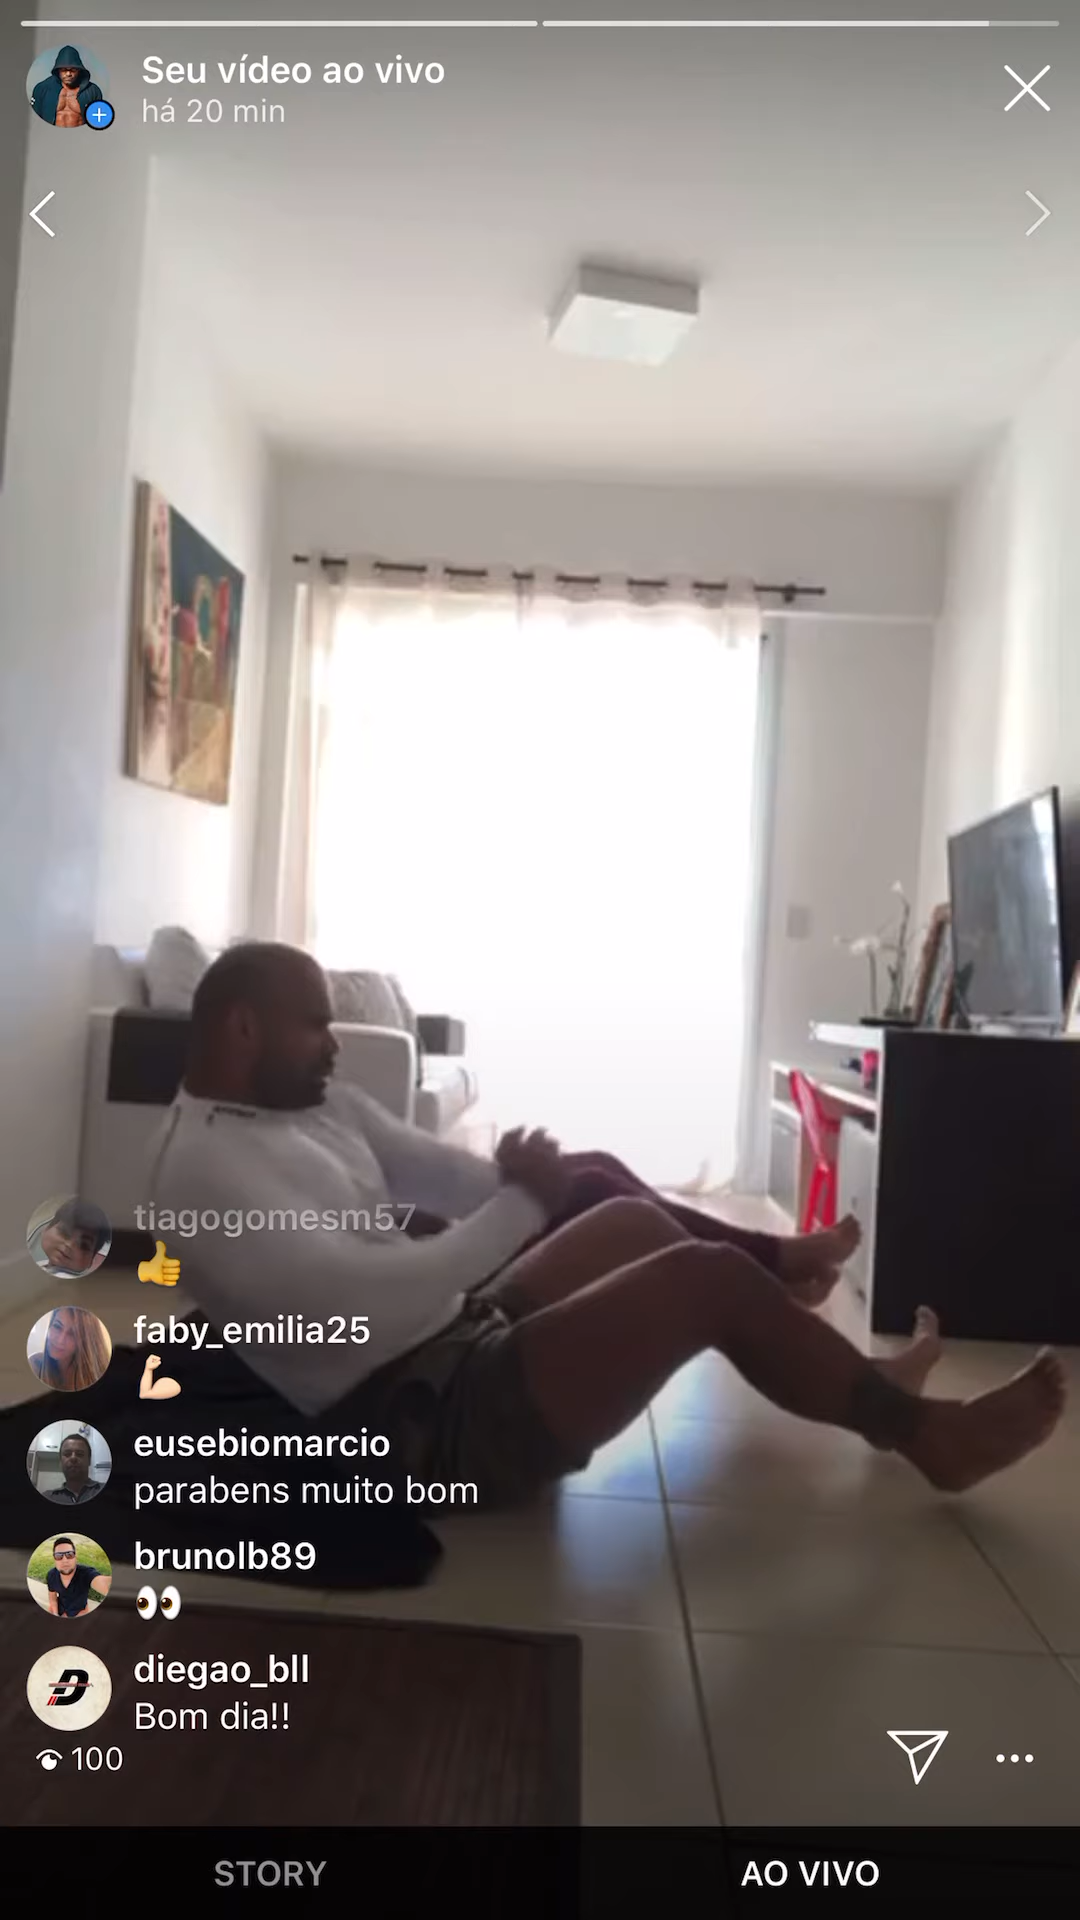 Seu vídeo ao vivo
há 20 min
tiagogomesm57
👍
faby_emilia25
💪🏻
eusebiomarcio
parabens muito bom
brunolb89
👀
diegao_bll
Bom dia!!
100
STORY
AO VIVO